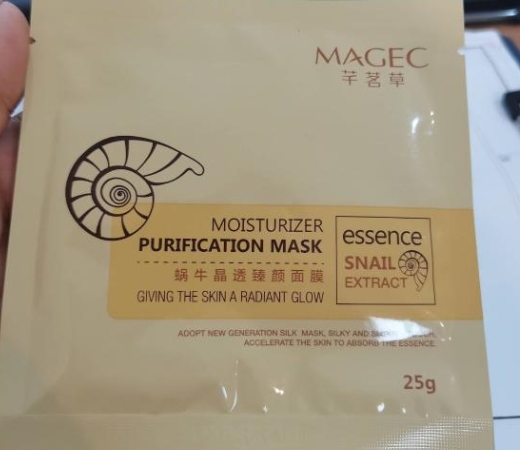 MAGEC
芊茗草
MOISTURIZER
PURIFICATION MASK
蜗牛晶透臻颜面膜
GIVING THE SKIN A RADIANT GLOW
essence
SNAIL
EXTRACT
ADOPT NEW GENERATION SILK MASK, SILKY AND
ACCELERATE THE SKIN TO ABSORB THE ESSENCE
25g